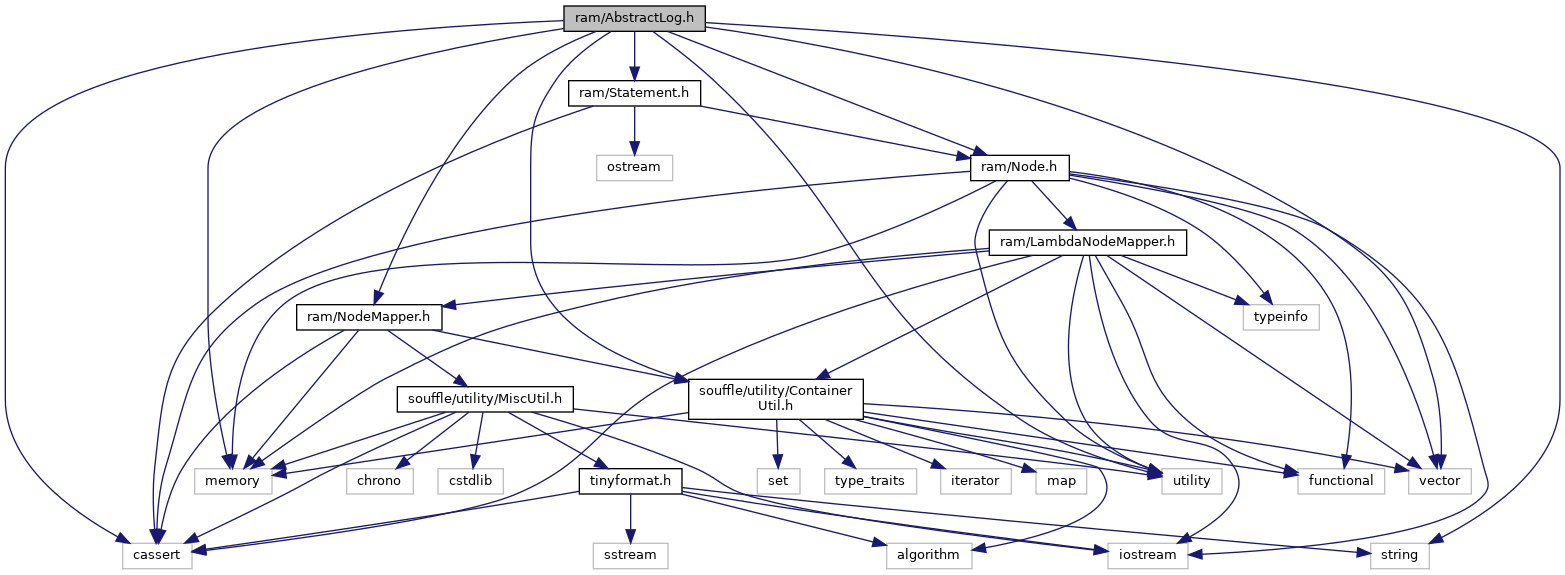 ram/AbstractLog.h
ram/Statement.h
ostream
ram/Node.h
ram/LambdaNodeMapper.h
ram/NodeMapper.h
typeinfo
souffle/utility/MiscUtil.h
souffle/utility/Container
Util.h
memory
chrono
cstdlib
tinyformat.h
set
type_traits
iterator
map
utility
functional
vector
cassert
sstream
algorithm
iostream
string